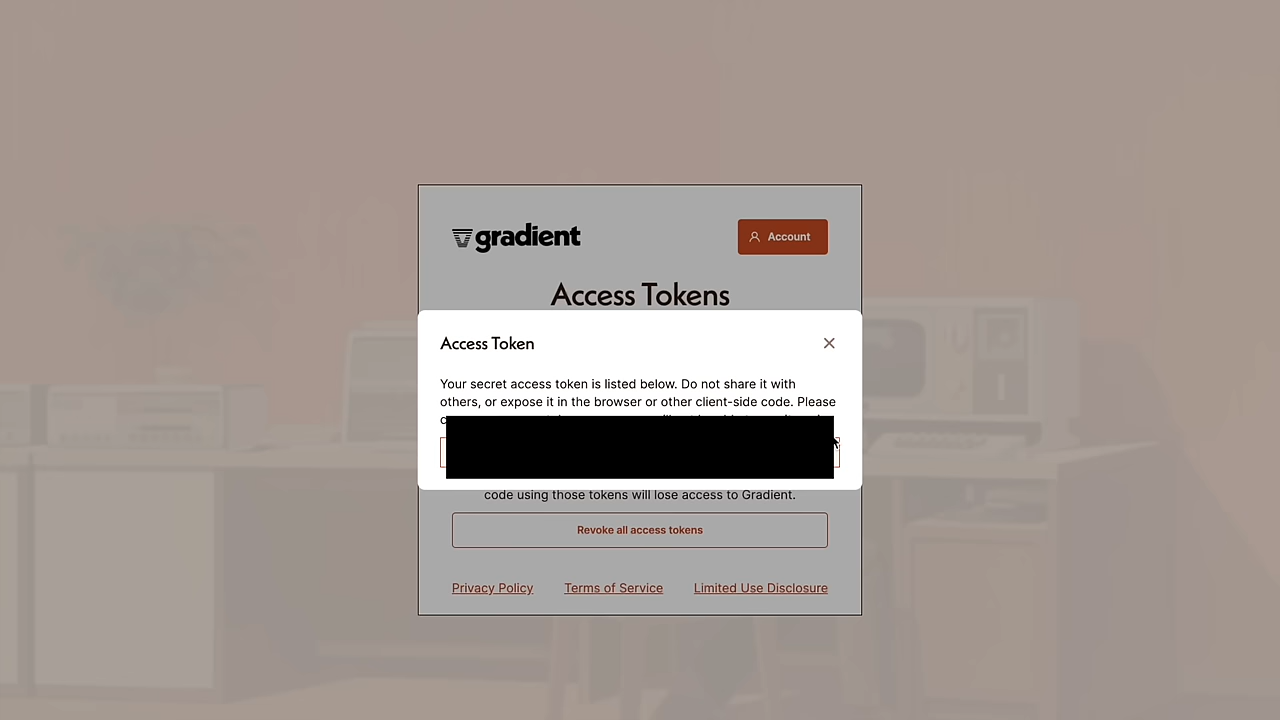 gradient
Account
Access Tokens
Access Token
Your secret access token is listed below. Do not share it with
others, or expose it in the browser or other client-side code. Please
code using those tokens will lose access to Gradient.
Revoke all access tokens
Privacy Policy
Terms of Service
Limited Use Disclosure